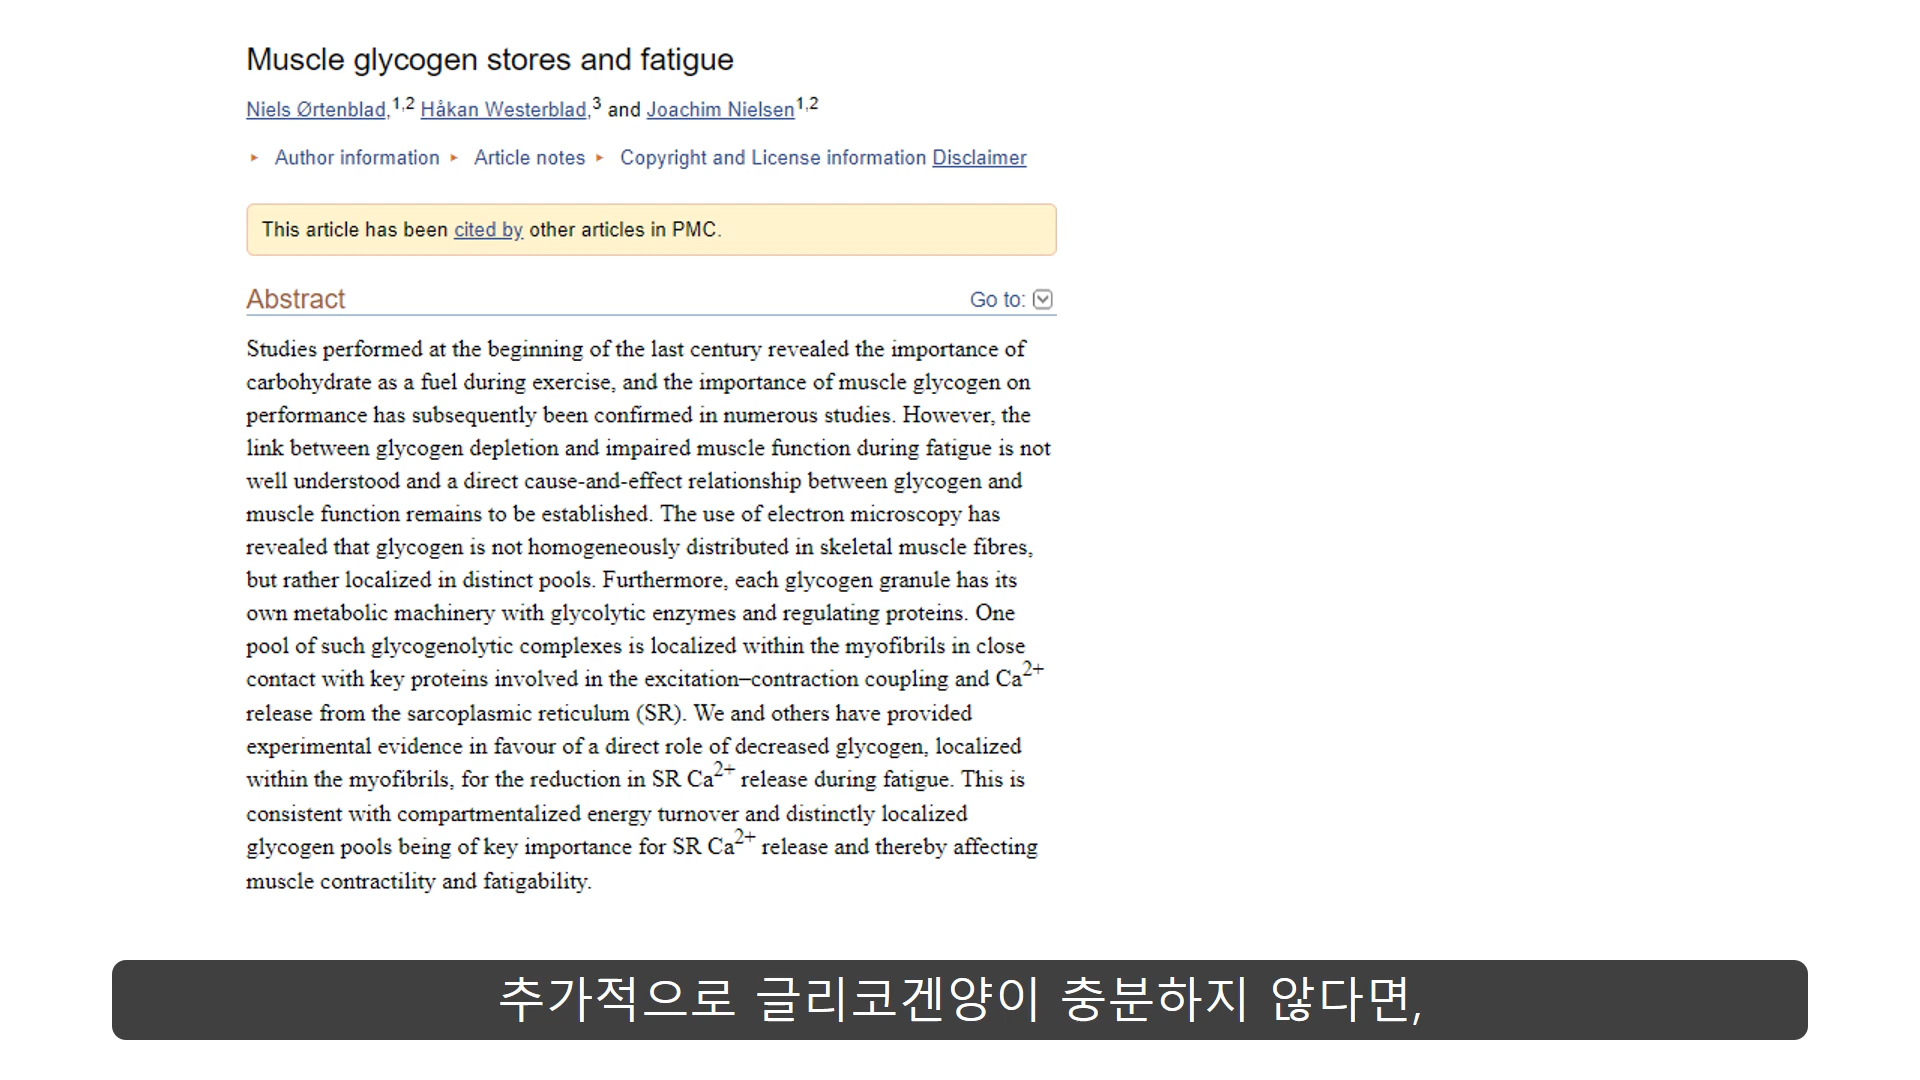 Muscle glycogen stores and fatigue
Niels Ørtenblad,1,2 Håkan Westerblad,3 and Joachim Nielsen1,2
▸ Author information ▸ Article notes ▸ Copyright and License information Disclaimer
This article has been cited by other articles in PMC.
Abstract Go to:
Studies performed at the beginning of the last century revealed the importance of
carbohydrate as a fuel during exercise, and the importance of muscle glycogen on
performance has subsequently been confirmed in numerous studies. However, the
link between glycogen depletion and impaired muscle function during fatigue is not
well understood and a direct cause-and-effect relationship between glycogen and
muscle function remains to be established. The use of electron microscopy has
revealed that glycogen is not homogeneously distributed in skeletal muscle fibres,
but rather localized in distinct pools. Furthermore, each glycogen granule has its
own metabolic machinery with glycolytic enzymes and regulating proteins. One
pool of such glycogenolytic complexes is localized within the myofibrils in close
contact with key proteins involved in the excitation–contraction coupling and Ca2+
release from the sarcoplasmic reticulum (SR). We and others have provided
experimental evidence in favour of a direct role of decreased glycogen, localized
within the myofibrils, for the reduction in SR Ca2+ release during fatigue. This is
consistent with compartmentalized energy turnover and distinctly localized
glycogen pools being of key importance for SR Ca2+ release and thereby affecting
muscle contractility and fatigability.
추가적으로 글리코겐양이 충분하지 않다면,